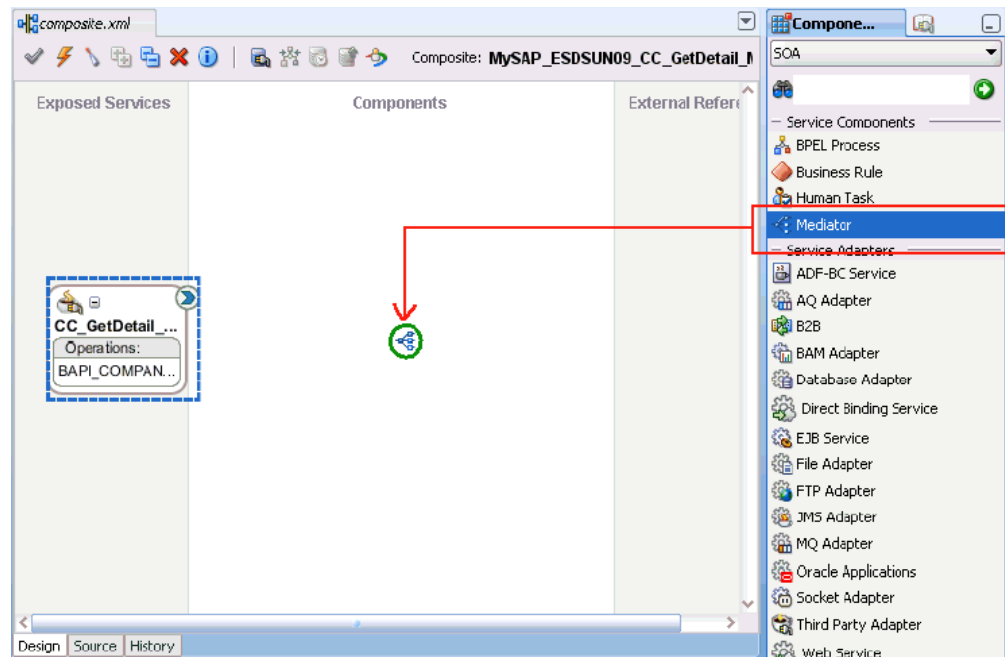 composite.xml
Composite: MySAP_ESDSUN09_CC_GetDetail_M
Exposed Services
Components
External Refere
CC_GetDetail_...
Operations:
BAPI_COMPAN...
Design
Source
History
Compone...
SOA
Service Components
BPEL Process
Business Rule
Human Task
Mediator
Service Adapters
ADF-BC Service
AQ Adapter
B2B
BAM Adapter
Database Adapter
Direct Binding Service
EJB Service
File Adapter
FTP Adapter
JMS Adapter
MQ Adapter
Oracle Applications
Socket Adapter
Third Party Adapter
Web Service